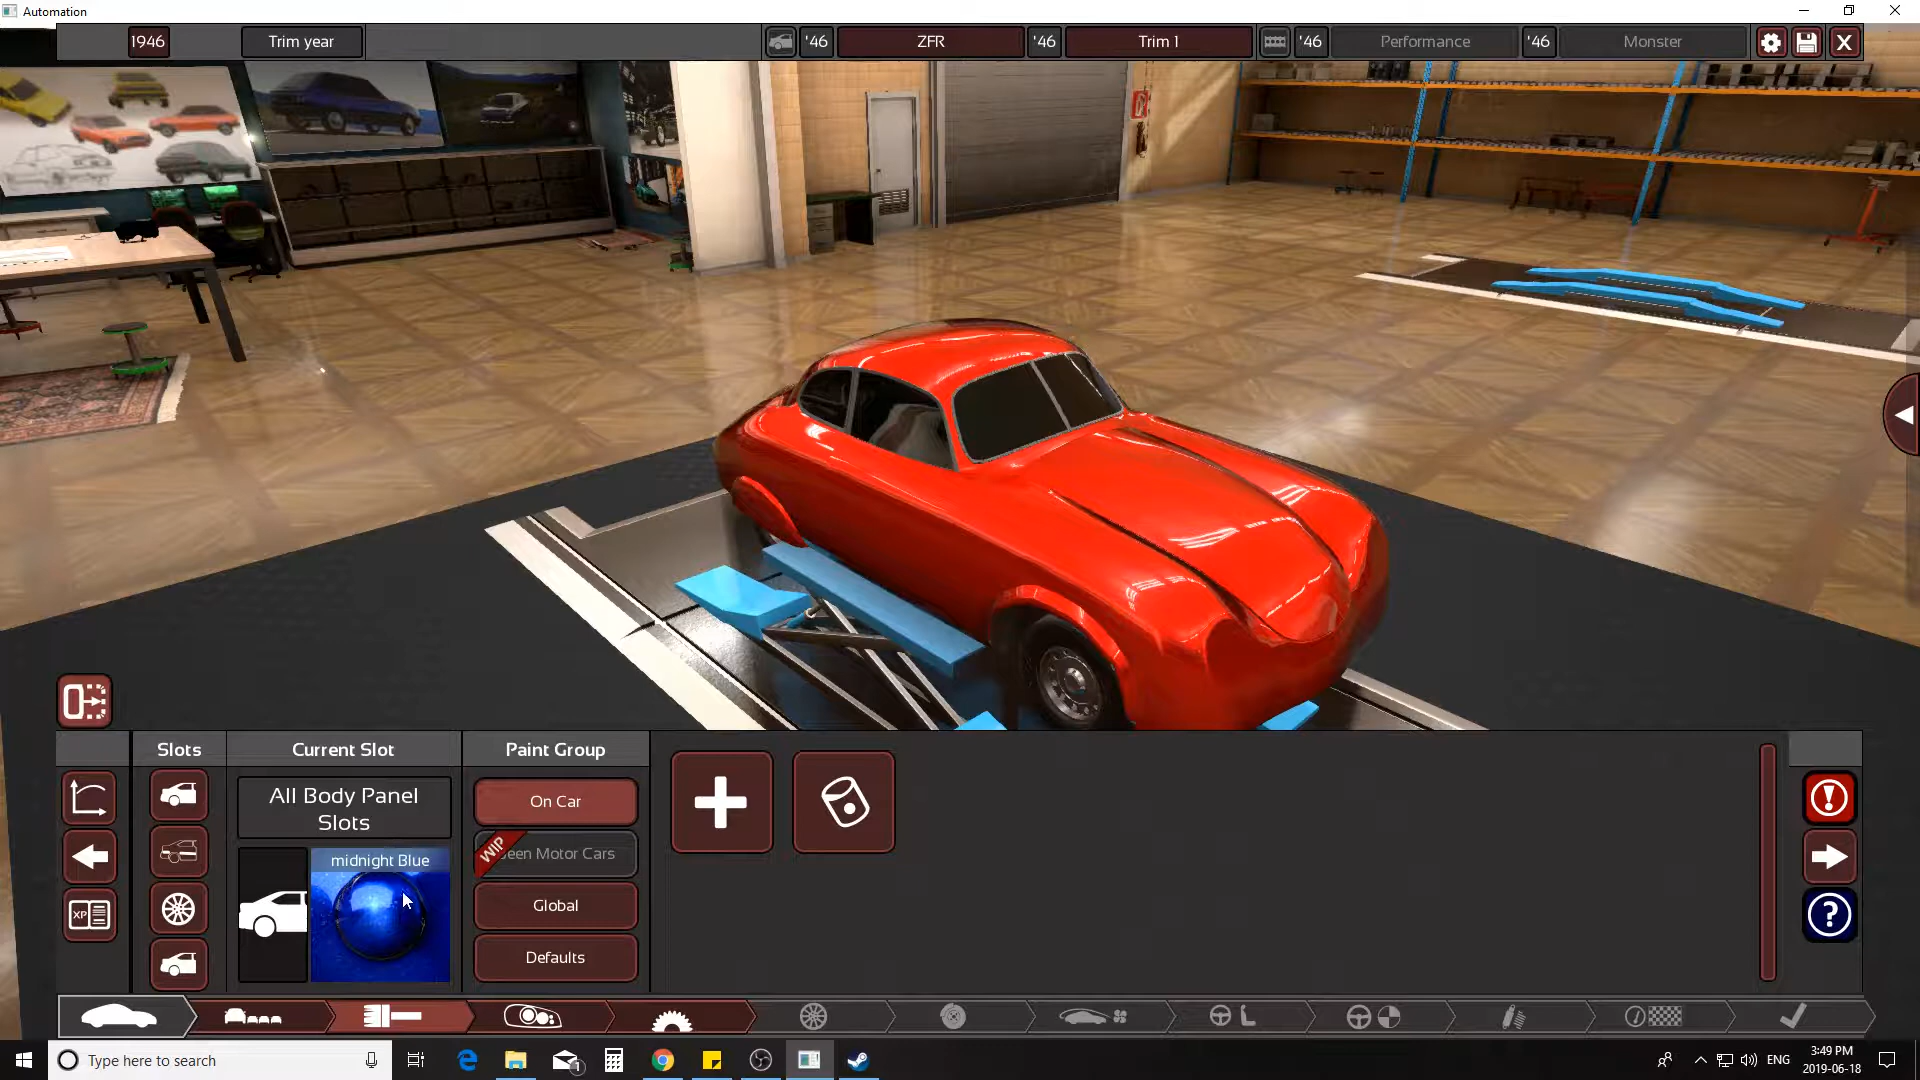 Automation
1946
Trim year
'46
ZFR
'46
Trim 1
'46
Performance
'46
Monster
Slots
Current Slot
Paint Group
All Body Panel
Slots
midnight Blue
On Car
WIP
een Motor Cars
Global
Defaults
XP
Type here to search
1
ENG
3:49 PM
2019-06-18